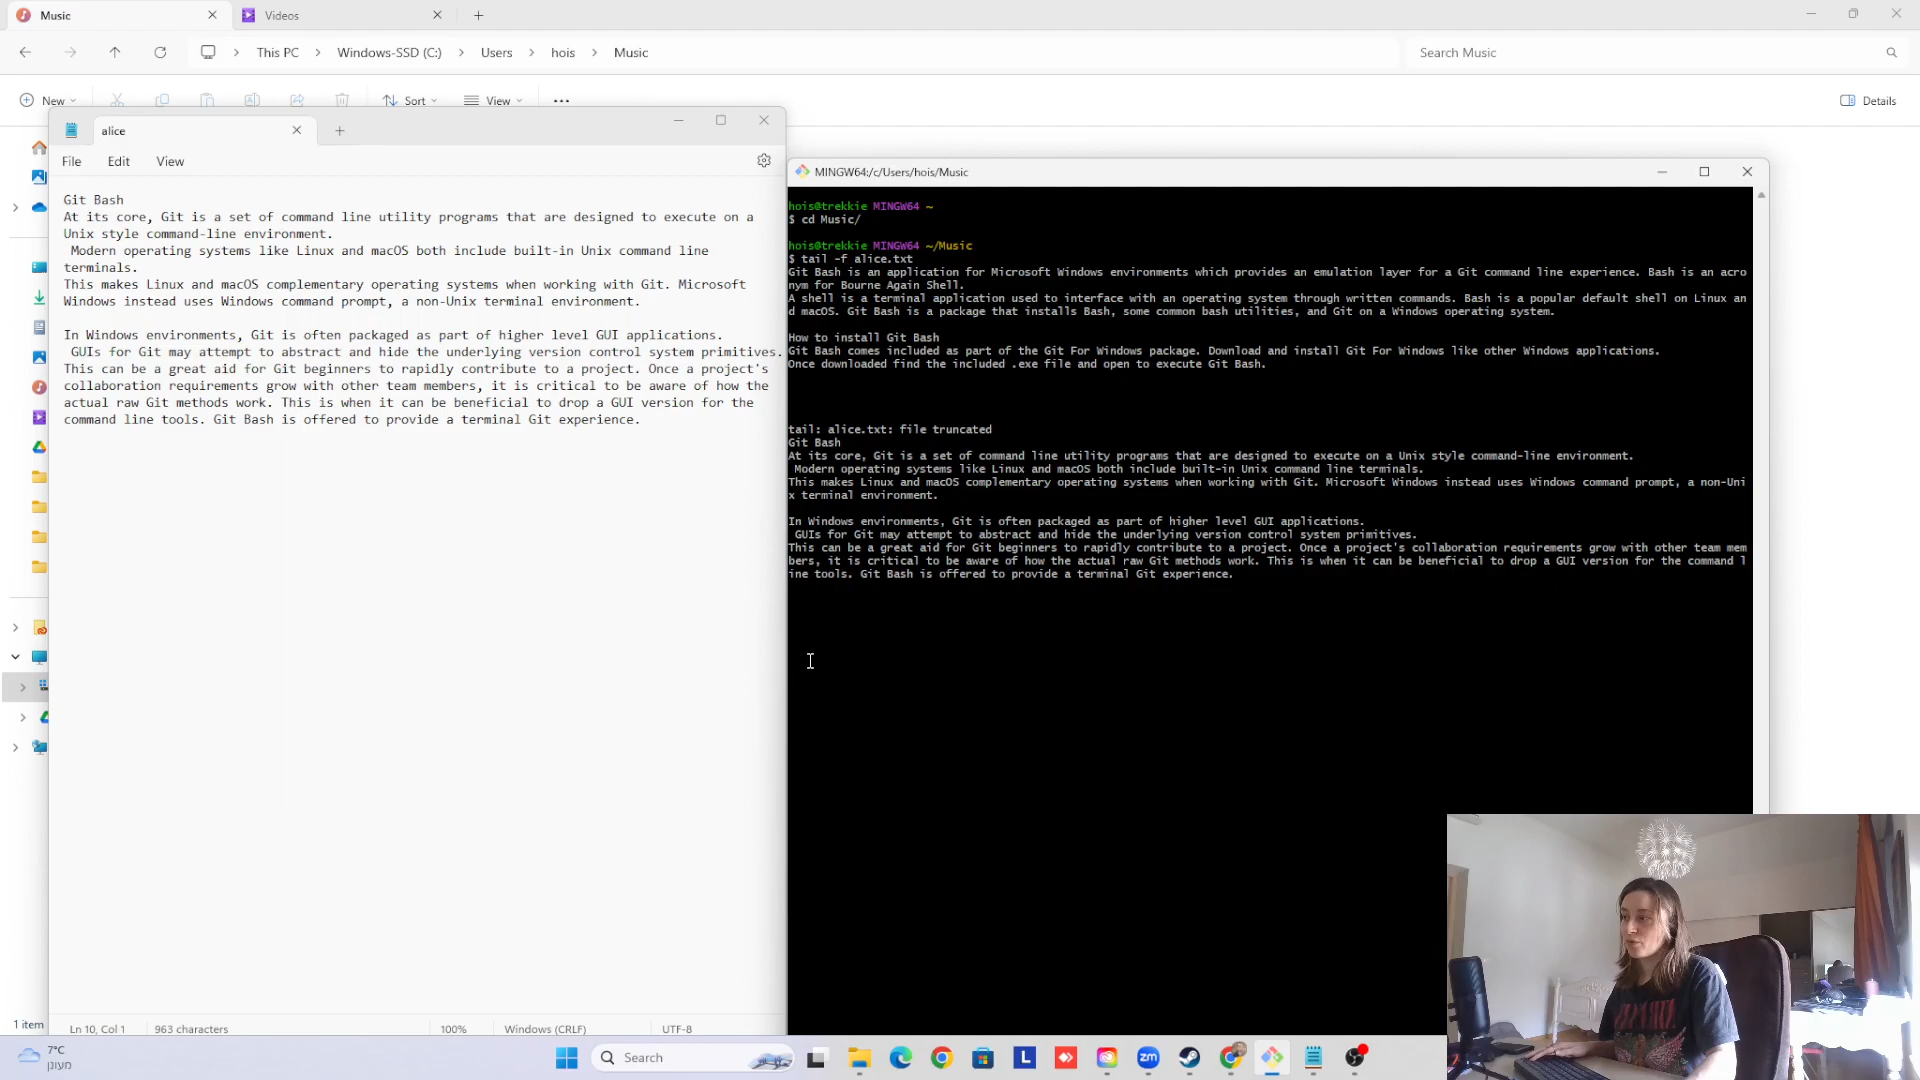 Music
Videos
This PC
Windows-SSD (C:)
Users
hois
Music
Search Music
New
Sort
View
Details
alice
File
Edit
View
Git Bash
At its core, Git is a set of command line utility programs that are designed to execute on a
Unix style command-line environment.
Modern operating systems like Linux and macOS both include built-in Unix command line
terminals.
This makes Linux and macOS complementary operating systems when working with Git. Microsoft
Windows instead uses Windows command prompt, a non-Unix terminal environment.
In Windows environments, Git is often packaged as part of higher level GUI applications.
GUIs for Git may attempt to abstract and hide the underlying version control system primitives.
This can be a great aid for Git beginners to rapidly contribute to a project. Once a project's
collaboration requirements grow with other team members, it is critical to be aware of how the
actual raw Git methods work. This is when it can be beneficial to drop a GUI version for the
command line tools. Git Bash is offered to provide a terminal Git experience.
Ln 10, Col 1
963 characters
100%
Windows (CRLF)
UTF-8
MINGW64:/c/Users/hois/Music
hois@trekkie MINGW64 ~
$ cd Music/
hois@trekkie MINGW64 ~/Music
$ tail -f alice.txt
Git Bash is an application for Microsoft Windows environments which provides an emulation layer for a Git command line experience. Bash is an acro
nym for Bourne Again Shell.
A shell is a terminal application used to interface with an operating system through written commands. Bash is a popular default shell on Linux an
d macOS. Git Bash is a package that installs Bash, some common bash utilities, and Git on a Windows operating system.
How to install Git Bash
Git Bash comes included as part of the Git For Windows package. Download and install Git For Windows like other Windows applications.
Once downloaded find the included .exe file and open to execute Git Bash.
tail: alice.txt: file truncated
Git Bash
At its core, Git is a set of command line utility programs that are designed to execute on a Unix style command-line environment.
Modern operating systems like Linux and macOS both include built-in Unix command line terminals.
This makes Linux and macOS complementary operating systems when working with Git. Microsoft Windows instead uses Windows command prompt, a non-Uni
x terminal environment.
In Windows environments, Git is often packaged as part of higher level GUI applications.
GUIs for Git may attempt to abstract and hide the underlying version control system primitives.
This can be a great aid for Git beginners to rapidly contribute to a project. Once a project's collaboration requirements grow with other team mem
bers, it is critical to be aware of how the actual raw Git methods work. This is when it can be beneficial to drop a GUI version for the command l
ine tools. Git Bash is offered to provide a terminal Git experience.
1 item
7°C
מעונן
Search
L
zm